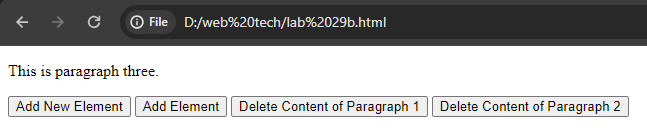 File D:/web%20tech/lab%2029b.html
This is paragraph three.
Add New Element Add Element Delete Content of Paragraph 1 Delete Content of Paragraph 2